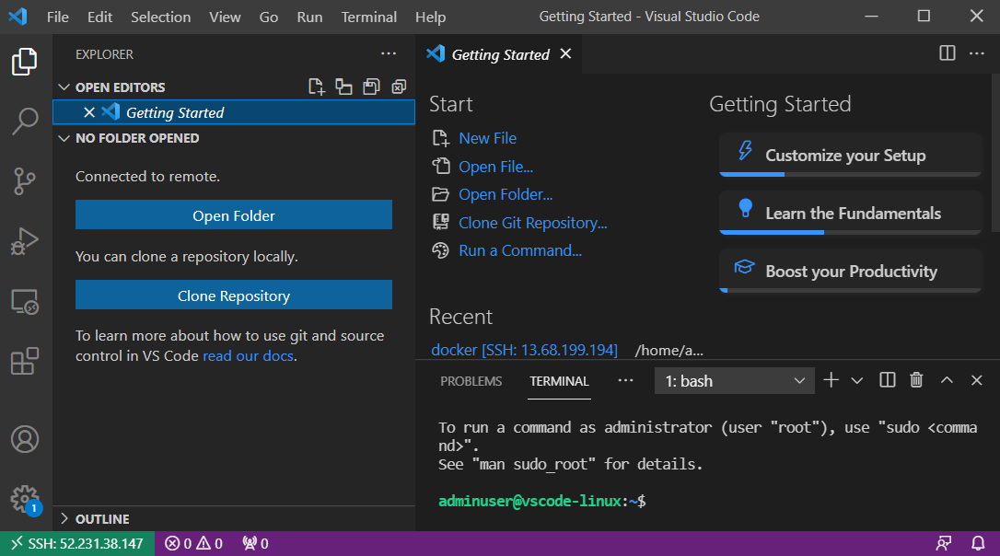 File Edit Selection View Go Run Terminal Help
Getting Started - Visual Studio Code
EXPLORER
OPEN EDITORS
Getting Started
NO FOLDER OPENED
Connected to remote.
Open Folder
You can clone a repository locally.
Clone Repository
To learn more about how to use git and source
control in VS Code read our docs.
OUTLINE
1
Getting Started
Start
New File
Open File...
Open Folder...
Clone Git Repository...
Run a Command...
Recent
docker [SSH: 13.68.199.194] /home/a...
Getting Started
Customize your Setup
Learn the Fundamentals
Boost your Productivity
PROBLEMS TERMINAL ··· 1: bash
To run a command as administrator (user "root"), use "sudo <comma
nd>".
See "man sudo_root" for details.
adminuser@vscode-linux:~$
SSH: 52.231.38.147 0 0 0